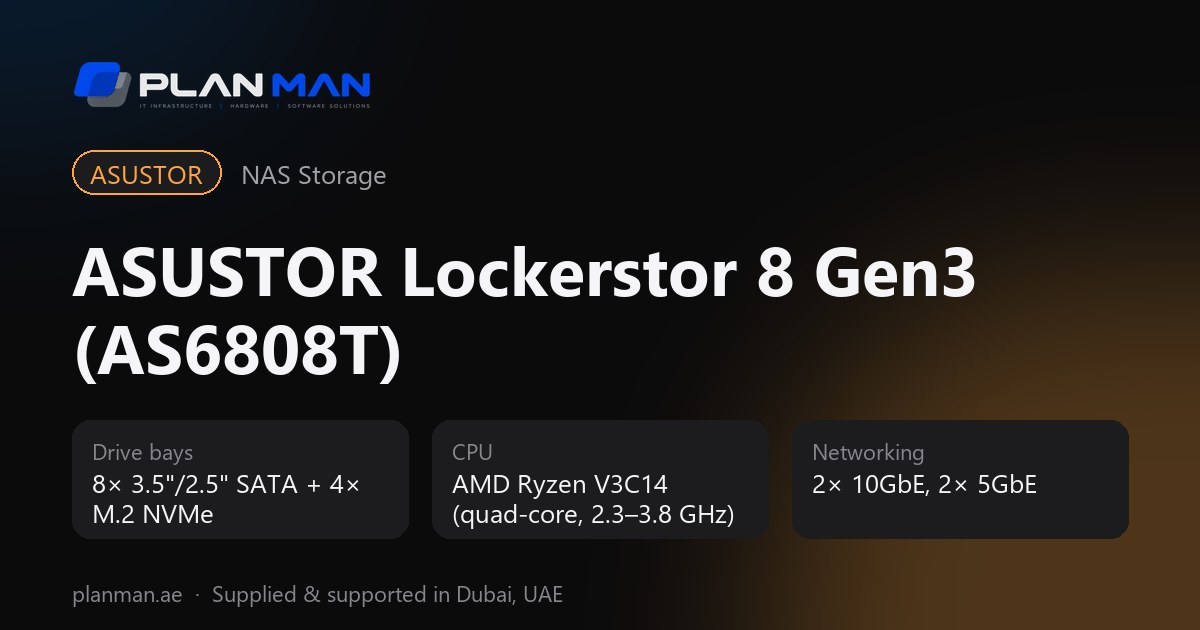 PLAN MAN
IT INFRASTRUCTURE | HARDWARE | SOFTWARE SOLUTIONS
ASUSTOR NAS Storage
ASUSTOR Lockerstor 8 Gen3
(AS6808T)
Drive bays
8× 3.5"/2.5" SATA + 4×
M.2 NVMe
CPU
AMD Ryzen V3C14
(quad-core, 2.3–3.8 GHz)
Networking
2× 10GbE, 2× 5GbE
planman.ae · Supplied & supported in Dubai, UAE